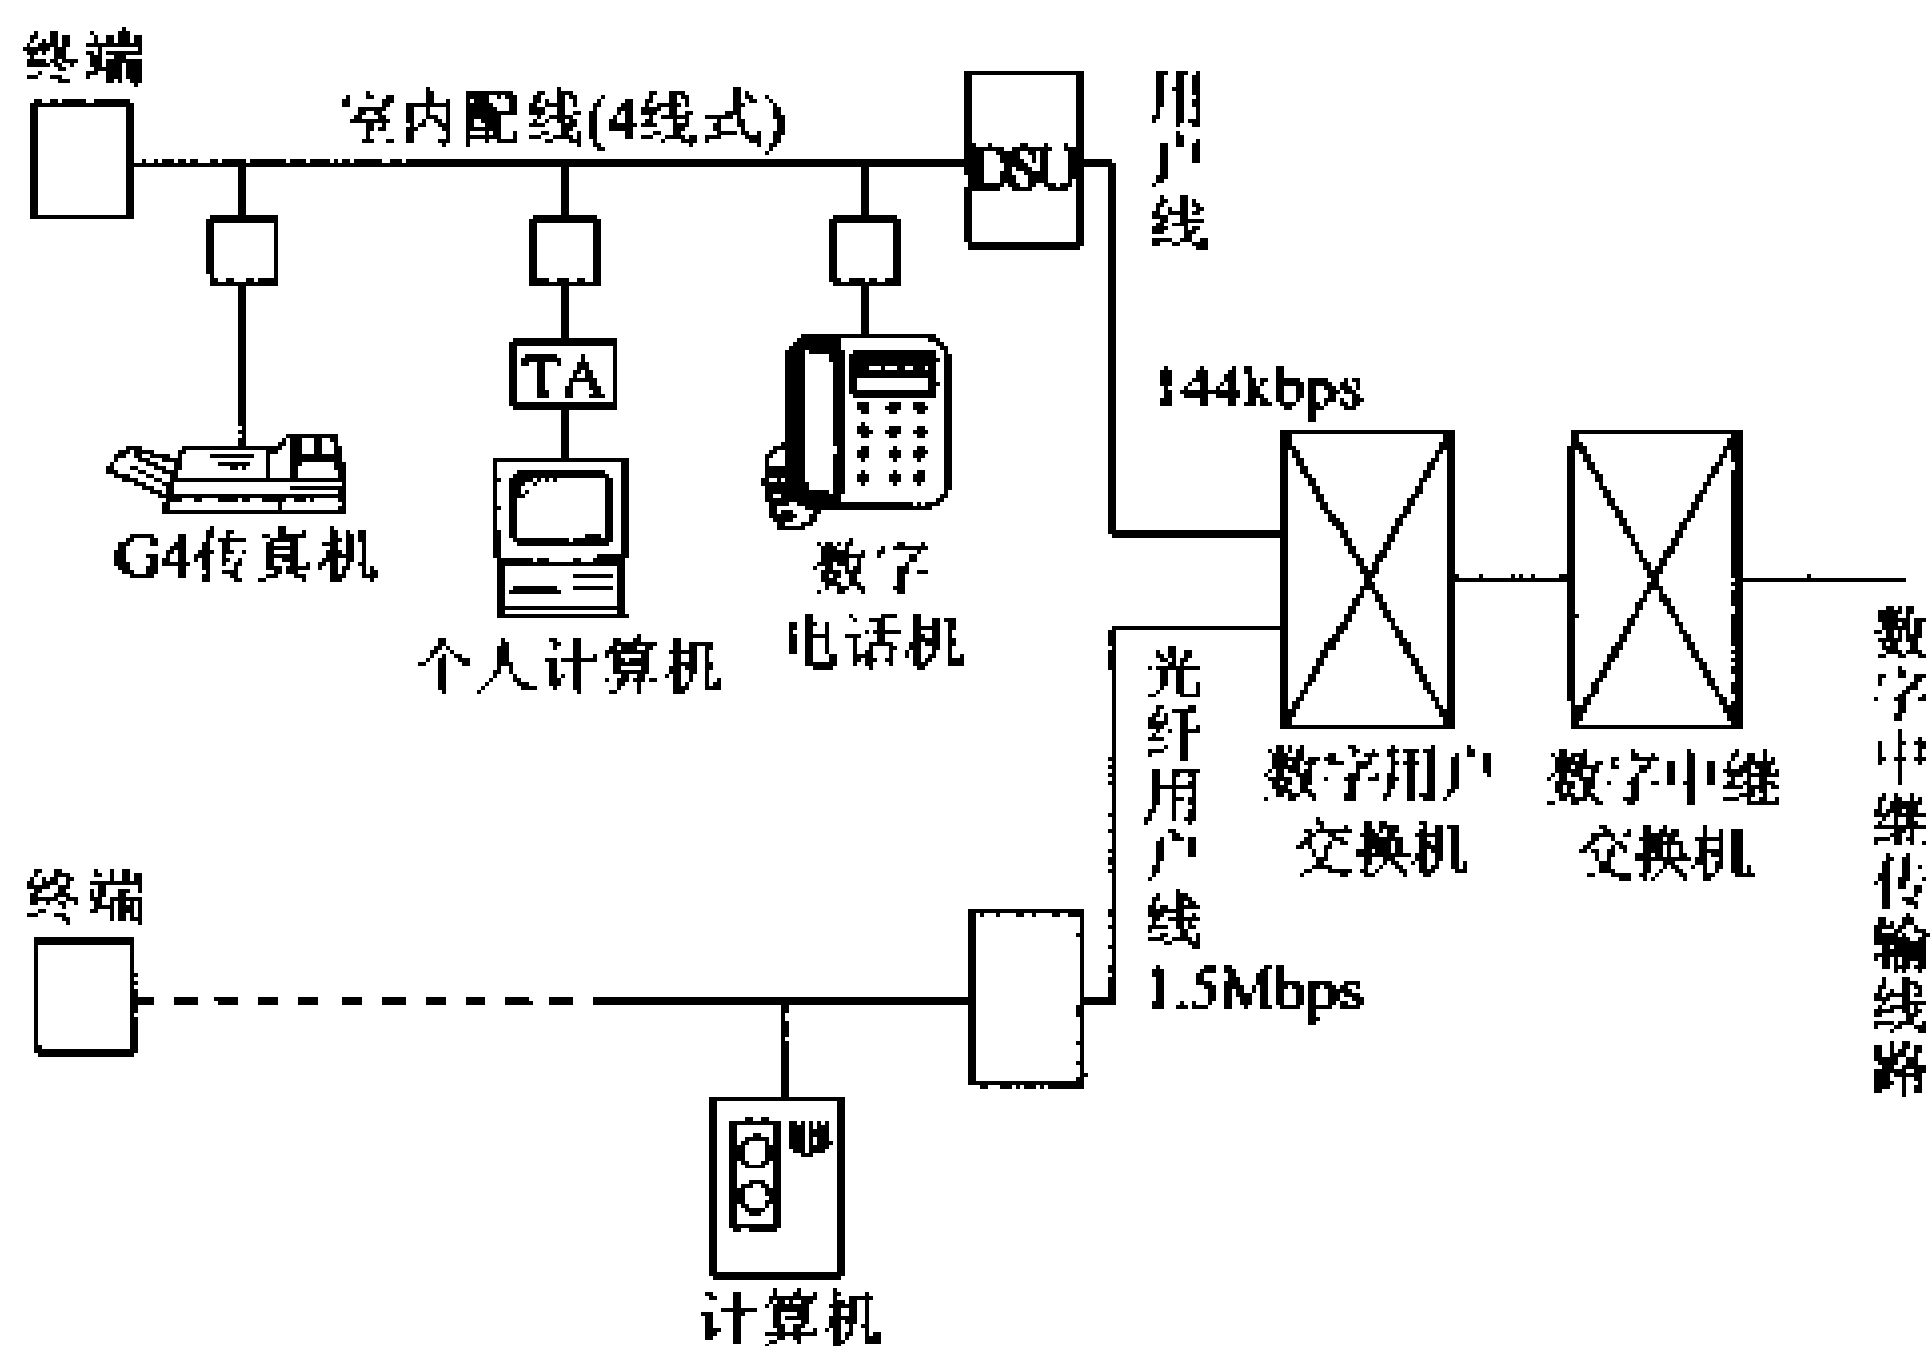 终端
室内配线(4线式)
DSU
用户线
TA
144kbps
G4传真机
数字
电话机
个人计算机
光纤用户线
1.5Mbps
数字用户
交换机
数字中继
交换机
数字中继传输线路
终端
计算机